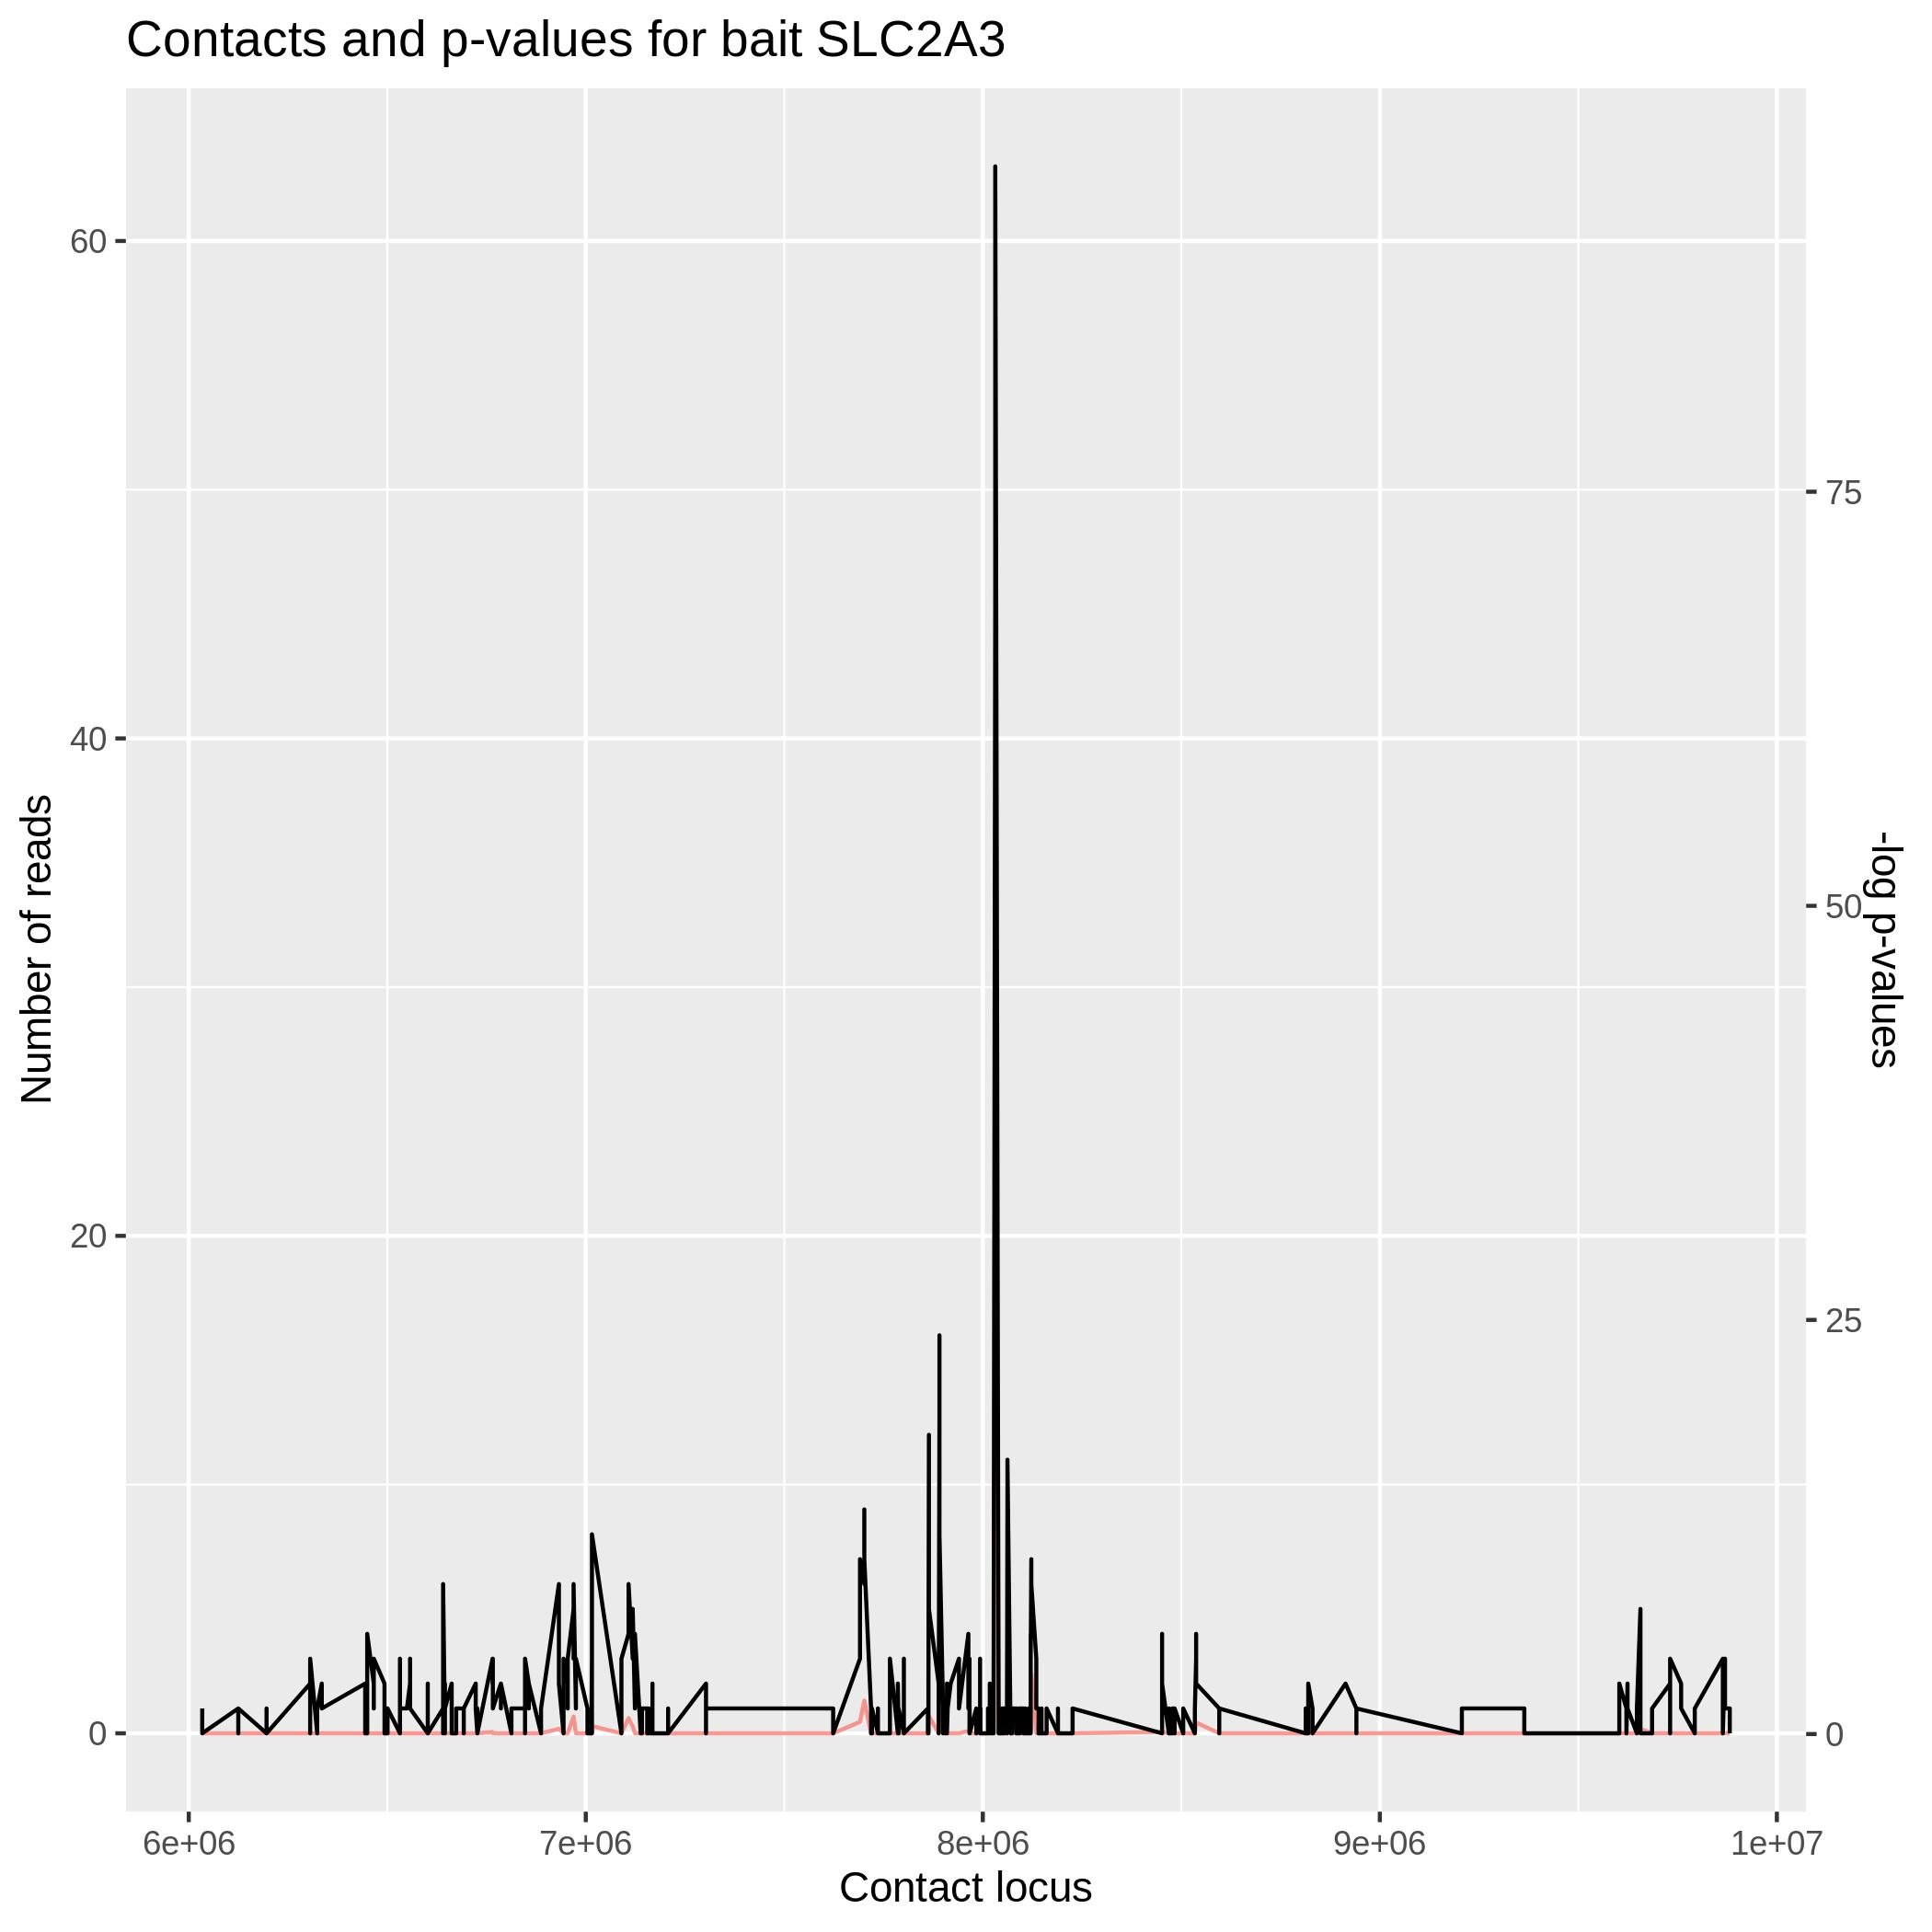 Contacts and p-values for bait SLC2A3
60
40
20
0
Number of reads
75
50
25
0
-log p-values
6e+06 7e+06 8e+06 9e+06 1e+07
Contact locus